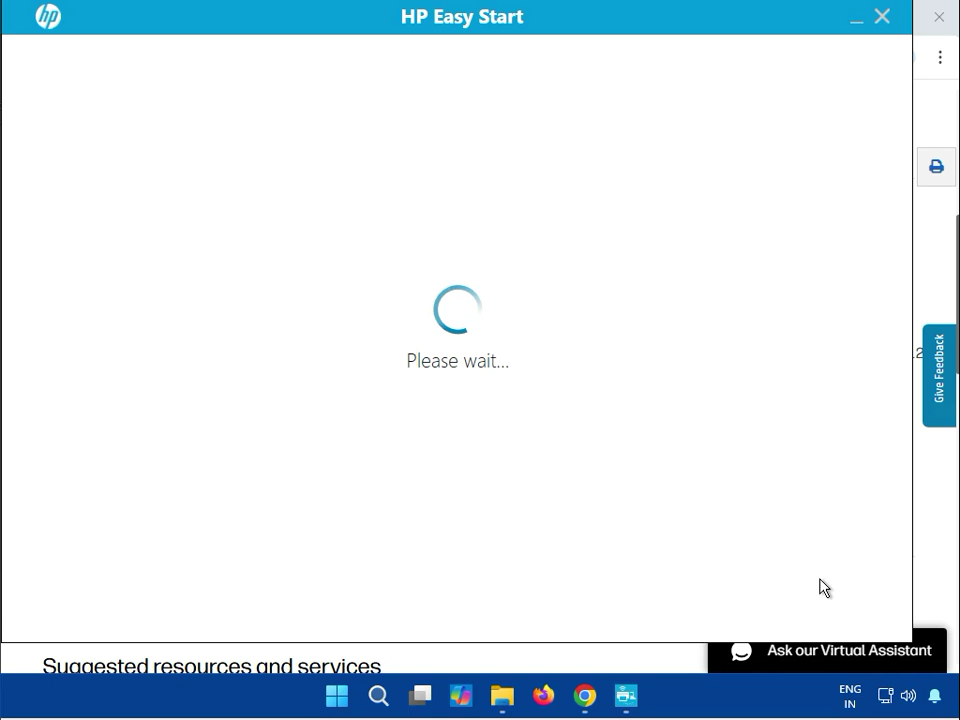 hp
HP Easy Start
Please wait...
Give Feedback
Ask our Virtual Assistant
Suggested resources and services
ENG
IN